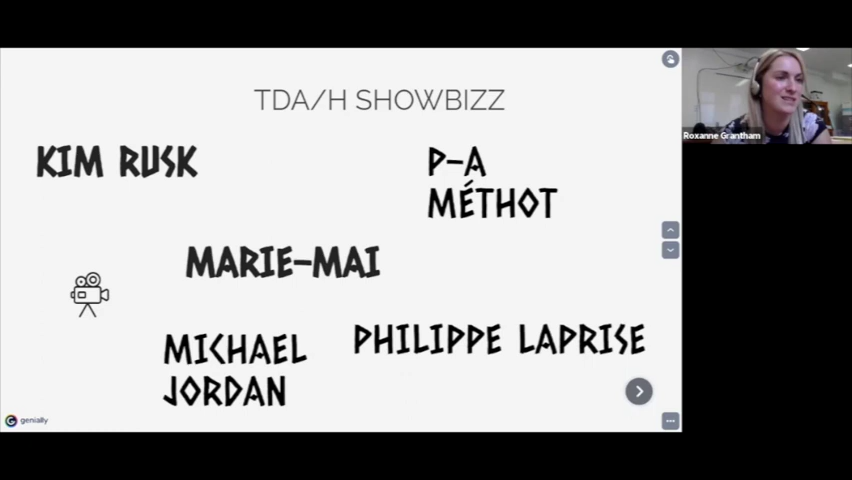 TDA/H SHOWBIZZ
KIM RUSK
P-A
MÉTHOT
MARIE-MAI
MICHAEL
JORDAN
PHILIPPE LAPRISE
genially
Roxanne Grantham